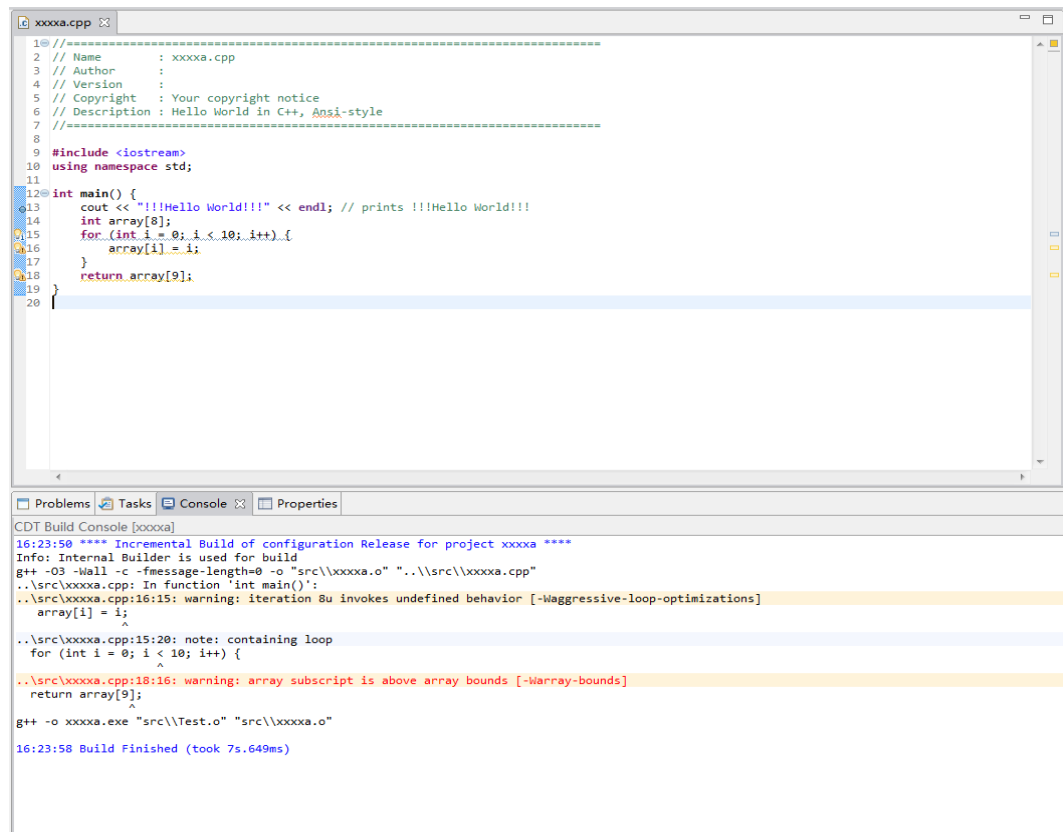 xxxxa.cpp
1 //============================================================================
2 // Name        : xxxxa.cpp
3 // Author      :
4 // Version     :
5 // Copyright   : Your copyright notice
6 // Description : Hello World in C++, Ansi-style
7 //============================================================================
8
9 #include <iostream>
10 using namespace std;
11
12 int main() {
13     cout << "!!!Hello World!!!" << endl; // prints !!!Hello World!!!
14     int array[8];
15     for (int i = 0; i < 10; i++) {
16         array[i] = i;
17     }
18     return array[9];
19 }
20
Problems Tasks Console Properties
CDT Build Console [xxxxa]
16:23:50 **** Incremental Build of configuration Release for project xxxxa ****
Info: Internal Builder is used for build
g++ -O3 -Wall -c -fmessage-length=0 -o "src\\xxxxa.o" "..\\src\\xxxxa.cpp"
..\src\xxxxa.cpp: In function 'int main()':
..\src\xxxxa.cpp:16:15: warning: iteration 8u invokes undefined behavior [-Waggressive-loop-optimizations]
   array[i] = i;
               ^
..\src\xxxxa.cpp:15:20: note: containing loop
  for (int i = 0; i < 10; i++) {
                    ^
..\src\xxxxa.cpp:18:16: warning: array subscript is above array bounds [-Warray-bounds]
  return array[9];
                ^
g++ -o xxxxa.exe "src\\Test.o" "src\\xxxxa.o"
16:23:58 Build Finished (took 7s.649ms)